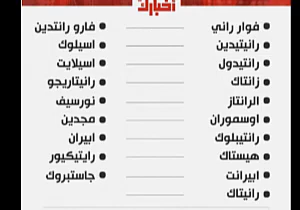 أخبارك
فوار راني فارو رانتدين
رانيتيدين اسيلوك
رانتيدول اسيلايت
زانتاك رانيتاريجو
الرانتاز نورسيف
اوسموران مجدين
رانتيبلوك ابيران
هيستاك رايتيكيور
ابيرانت جاستبروك
رانيتاك